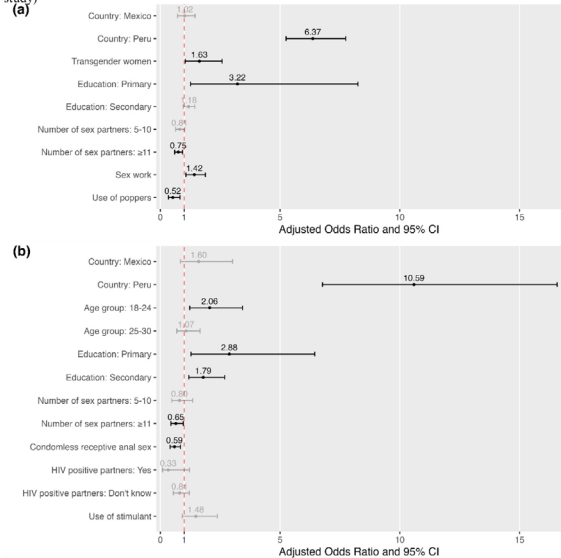 study)
(a)
Country: Mexico 1.02
Country: Peru 6.37
Transgender women 1.63
Education: Primary 3.22
Education: Secondary 1.18
Number of sex partners: 5-10
Number of sex partners: ≥11 0.75
Sex work 1.42
Use of poppers 0.52
0 1 5 10 15
Adjusted Odds Ratio and 95% CI
(b)
Country: Mexico 1.60
Country: Peru 10.59
Age group: 18-24 2.06
Age group: 25-30 1.07
Education: Primary 2.88
Education: Secondary 1.79
Number of sex partners: 5-10
Number of sex partners: ≥11 0.65
Condomless receptive anal sex 0.59
HIV positive partners: Yes 0.33
HIV positive partners: Don't know
Use of stimulant 1.48
0 1 5 10 15
Adjusted Odds Ratio and 95% CI